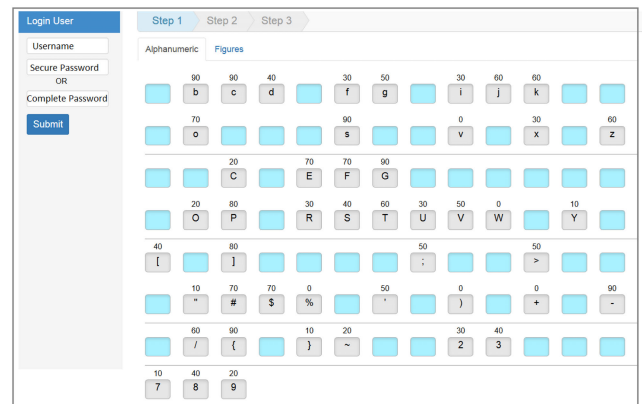 Login User
Step 1 Step 2 Step 3
Username
Secure Password
OR
Complete Password
Submit
Alphanumeric Figures
90 90 40 30 50 30 60 60
b c d f g i j k
70 90 0 30 60
o s v x z
20 70 70 90
C E F G
20 80 30 40 60 30 50 0 10
O P R S T U V W Y
40 80 50 50
[ ] ; >
10 70 70 0 50 0 0 90
" # $ % ' ) + -
60 90 10 20 30 40
/ { } ~ 2 3
10 40 20
7 8 9